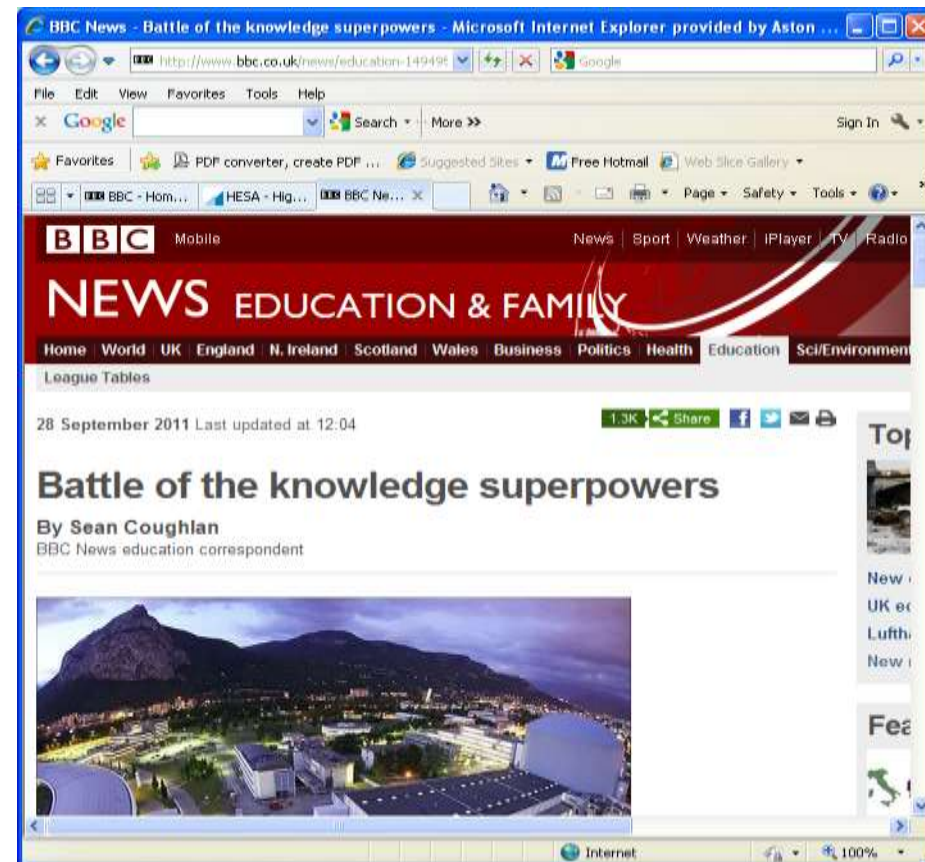 BBC News - Battle of the knowledge superpowers - Microsoft Internet Explorer provided by Aston ...
http://www.bbc.co.uk/news/education-14949 Google
File Edit View Favorites Tools Help
x Google Search More >> Sign In
Favorites PDF converter, create PDF ... Suggested Sites Free Hotmail Web Slice Gallery
BBC - Hom... HESA - Hig... BBC Ne... X Page Safety Tools
BBC Mobile News Sport Weather iPlayer TV Radio
NEWS EDUCATION & FAMILY
Home World UK England N. Ireland Scotland Wales Business Politics Health Education Sci/Environmen
League Tables
28 September 2011 Last updated at 12:04 1.3K Share
Top
Battle of the knowledge superpowers
By Sean Coughlan
BBC News education correspondent
New
UK ec
Lufth
New
Fea
Internet 100%